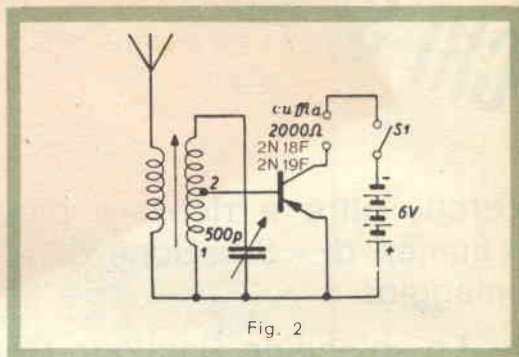 cuffia
2000Ω
2N 18F
2N 19F
S1
2
500p
1
-
6V
+
Fig. 2